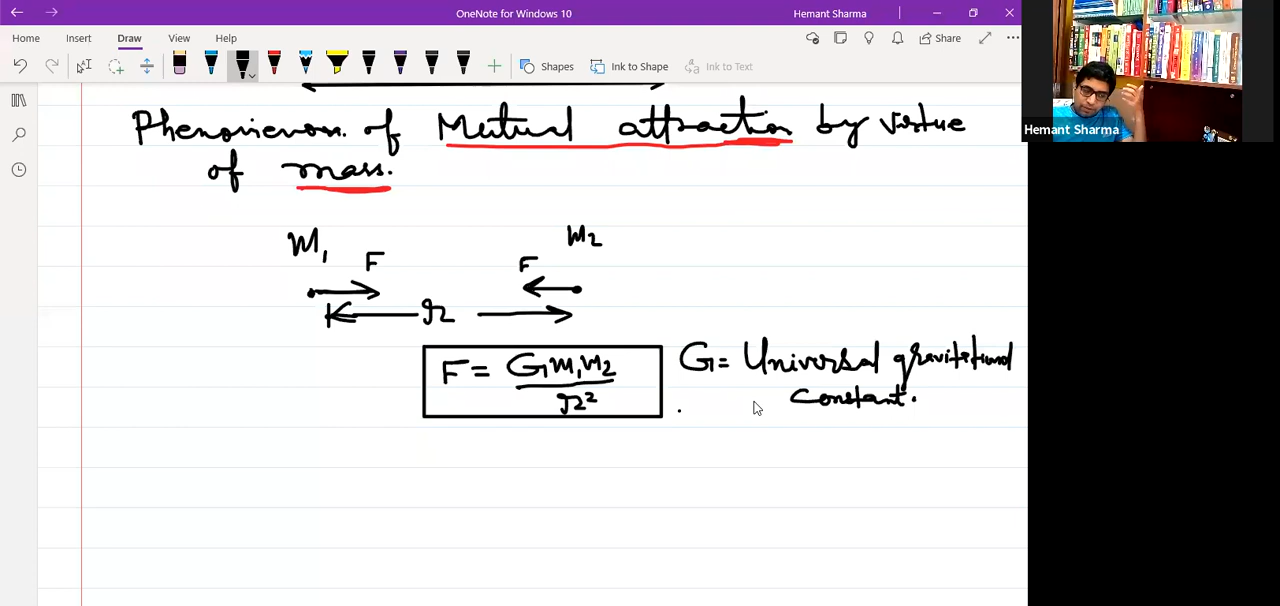 OneNote for Windows 10
Hemant Sharma
Home Insert Draw View Help
Share
Shapes Ink to Shape Ink to Text
Hemant Sharma
Phenomenon of Mutual attraction by virtue
of mass.
M1 M2
F F
r
F = Gm1m2/r²
G = Universal gravitational
constant.